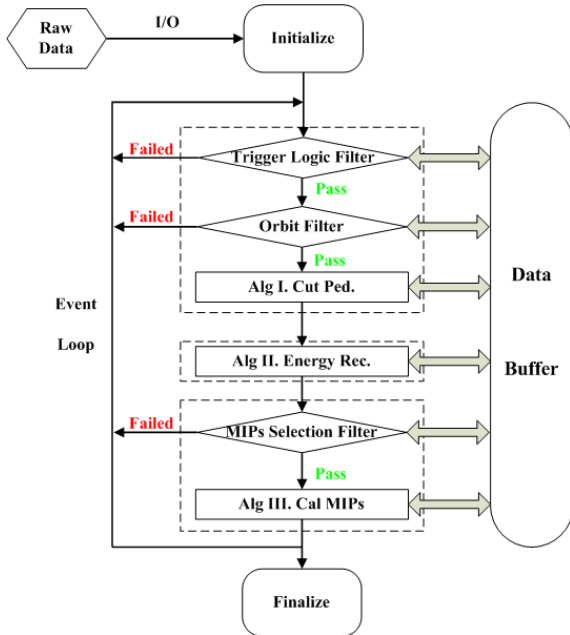 Raw
Data
I/O
Initialize
Failed
Trigger Logic Filter
Pass
Failed
Orbit Filter
Pass
Alg I. Cut Ped.
Data
Buffer
Event
Loop
Alg II. Energy Rec.
Failed
MIPs Selection Filter
Pass
Alg III. Cal MIPs
Finalize